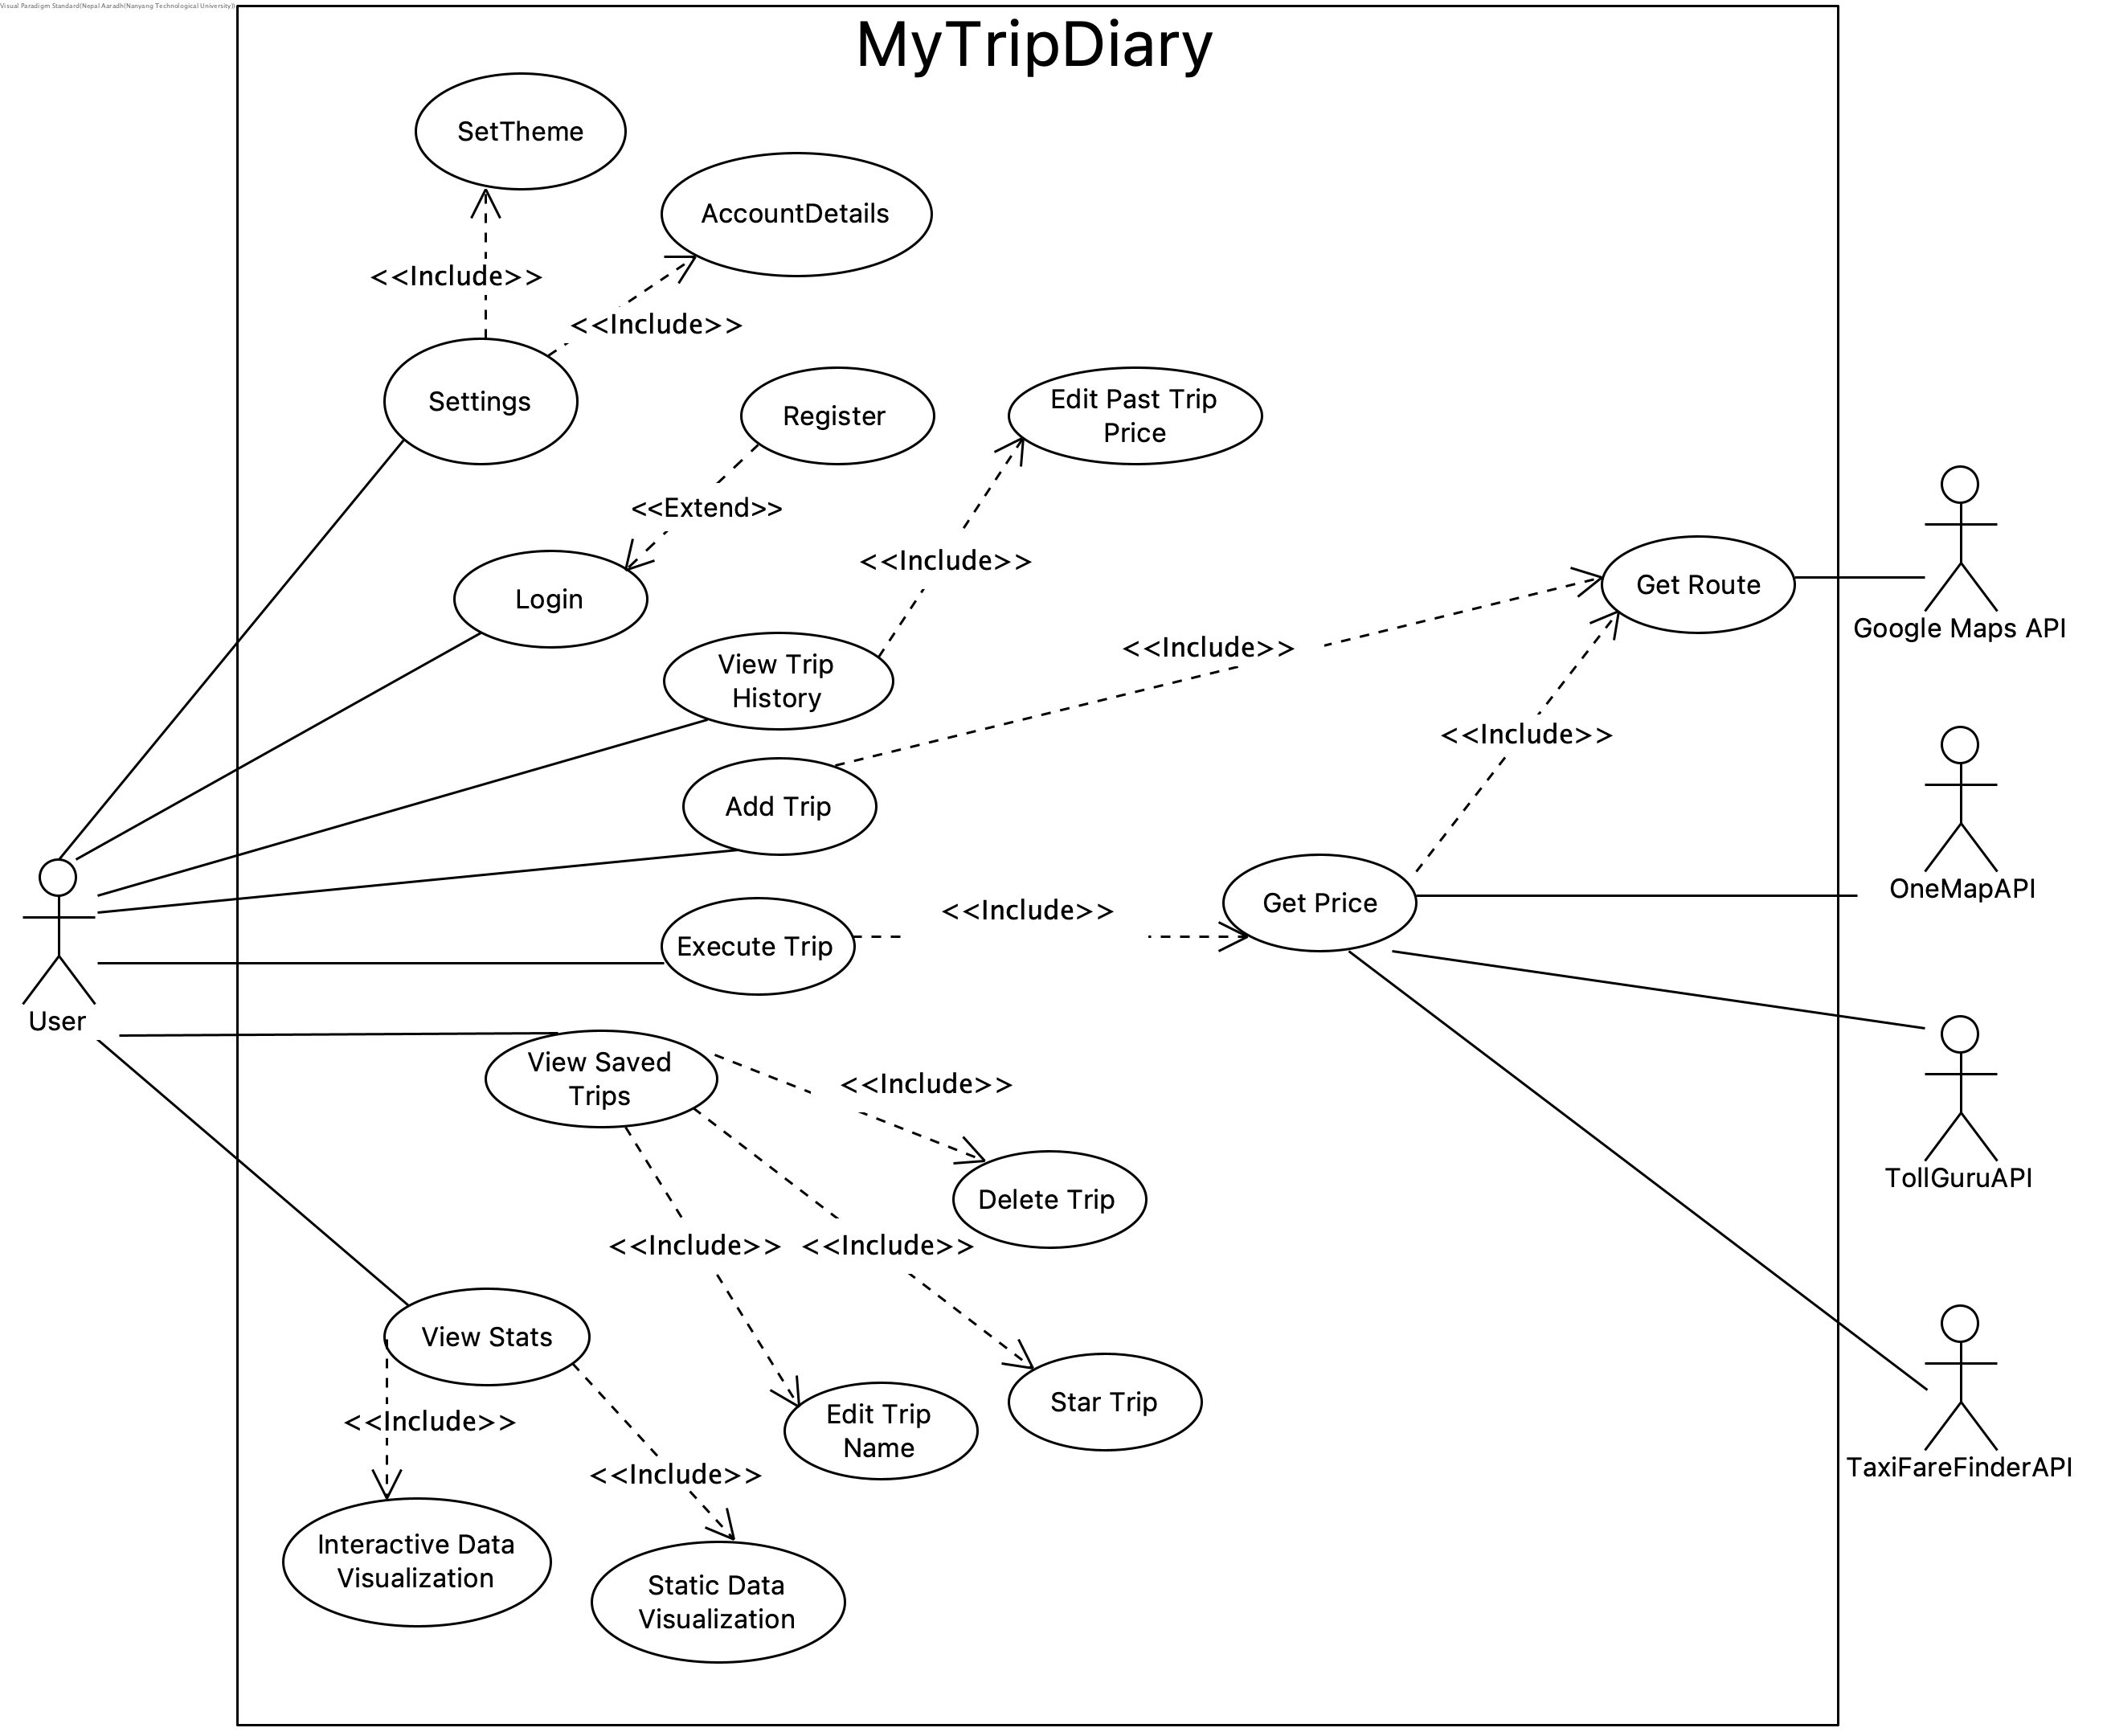 Visual Paradigm Standard(Nepal Aaradh(Nanyang Technological University))
MyTripDiary
SetTheme
AccountDetails
<<Include>>
<<Include>>
Settings
Register
Edit Past Trip
Price
<<Extend>>
<<Include>>
Login
Get Route
Google Maps API
<<Include>>
View Trip
History
<<Include>>
Add Trip
OneMapAPI
Get Price
<<Include>>
Execute Trip
User
View Saved
Trips
<<Include>>
TollGuruAPI
Delete Trip
<<Include>>
<<Include>>
View Stats
Star Trip
Edit Trip
Name
<<Include>>
TaxiFareFinderAPI
<<Include>>
Interactive Data
Visualization
Static Data
Visualization